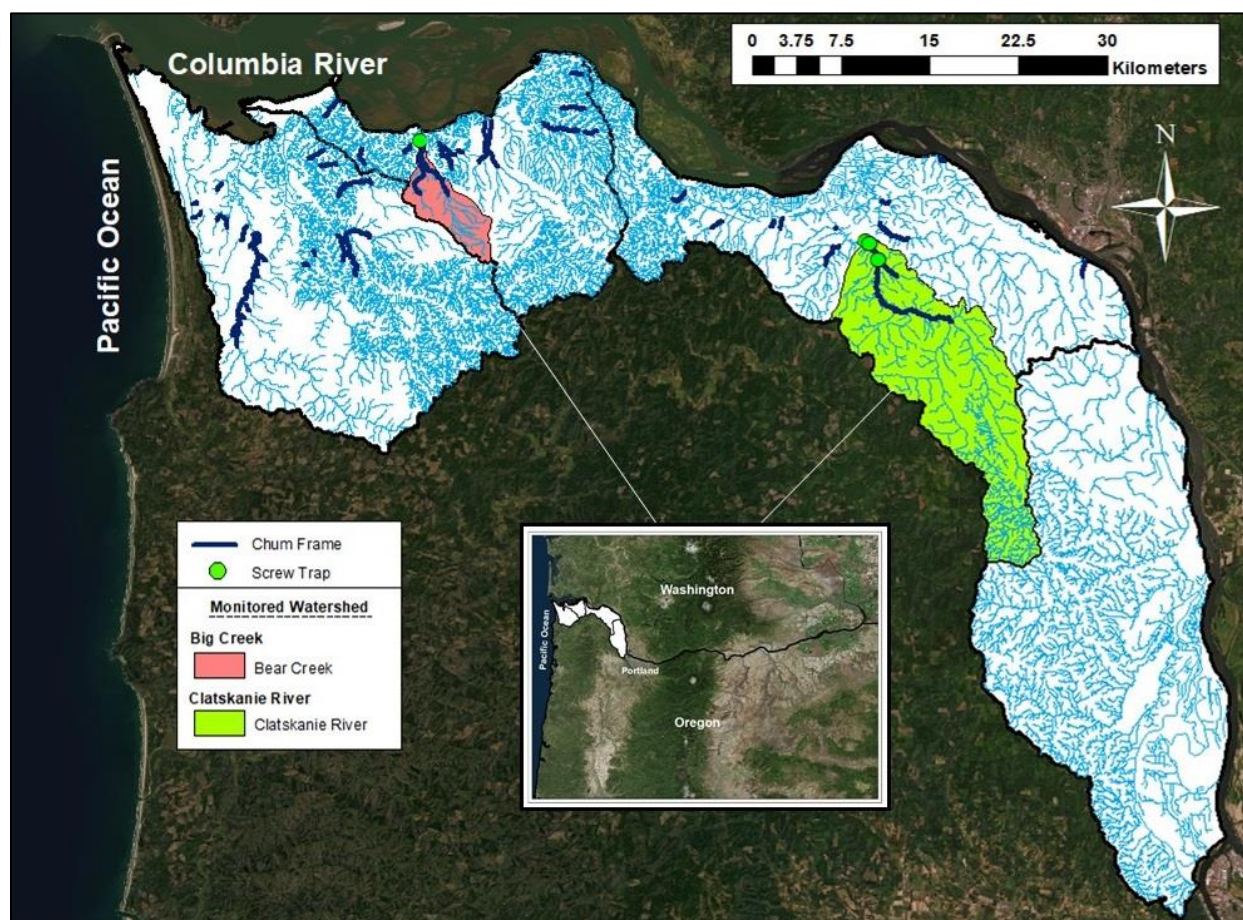 Columbia River
0 3.75 7.5 15 22.5 30
Kilometers
N
Pacific Ocean
Chum Frame
Screw Trap
Monitored Watershed
Big Creek
Bear Creek
Clatskanie River
Clatskanie River
Washington
Pacific Ocean
Portland
Oregon